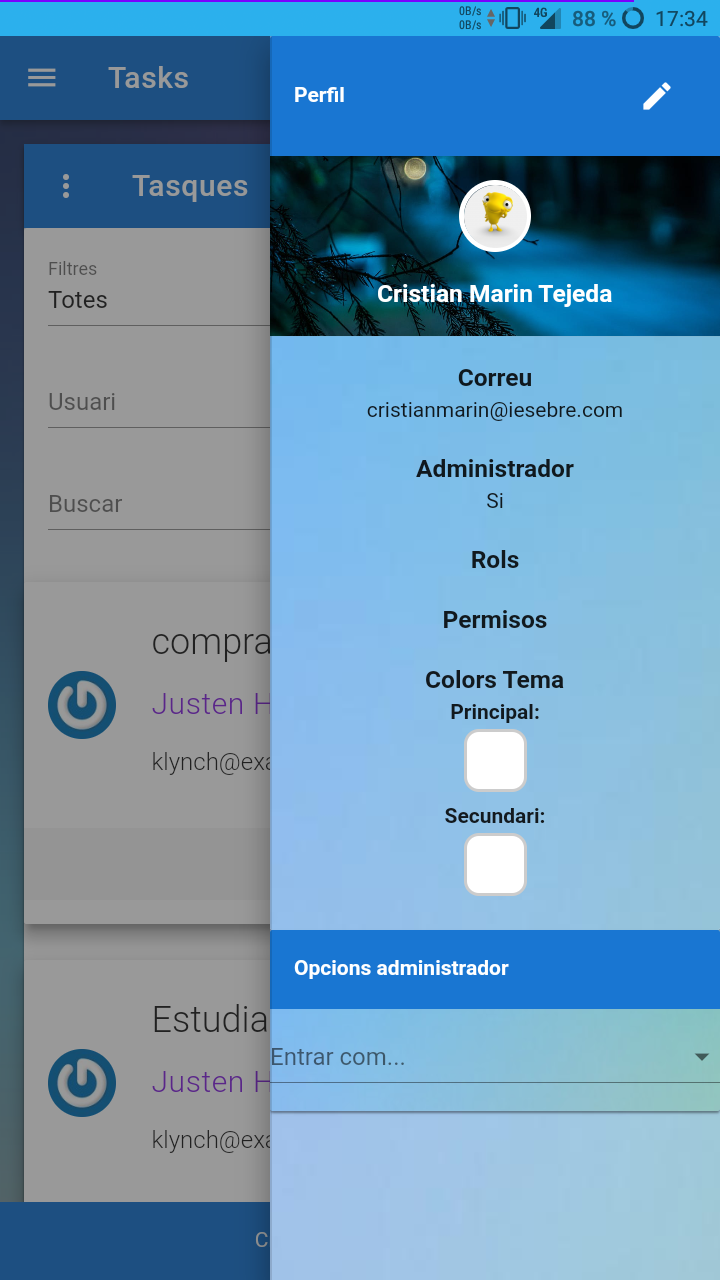 0B/s
0B/s
4G
88 %
17:34
Tasks
Tasques
Filtres
Totes
Usuari
Buscar
compra
Justen H
klynch@exa
Estudia
Justen H
klynch@exa
C
Perfil
Cristian Marin Tejeda
Correu
cristianmarin@iesebre.com
Administrador
Si
Rols
Permisos
Colors Tema
Principal:
Secundari:
Opcions administrador
Entrar com...